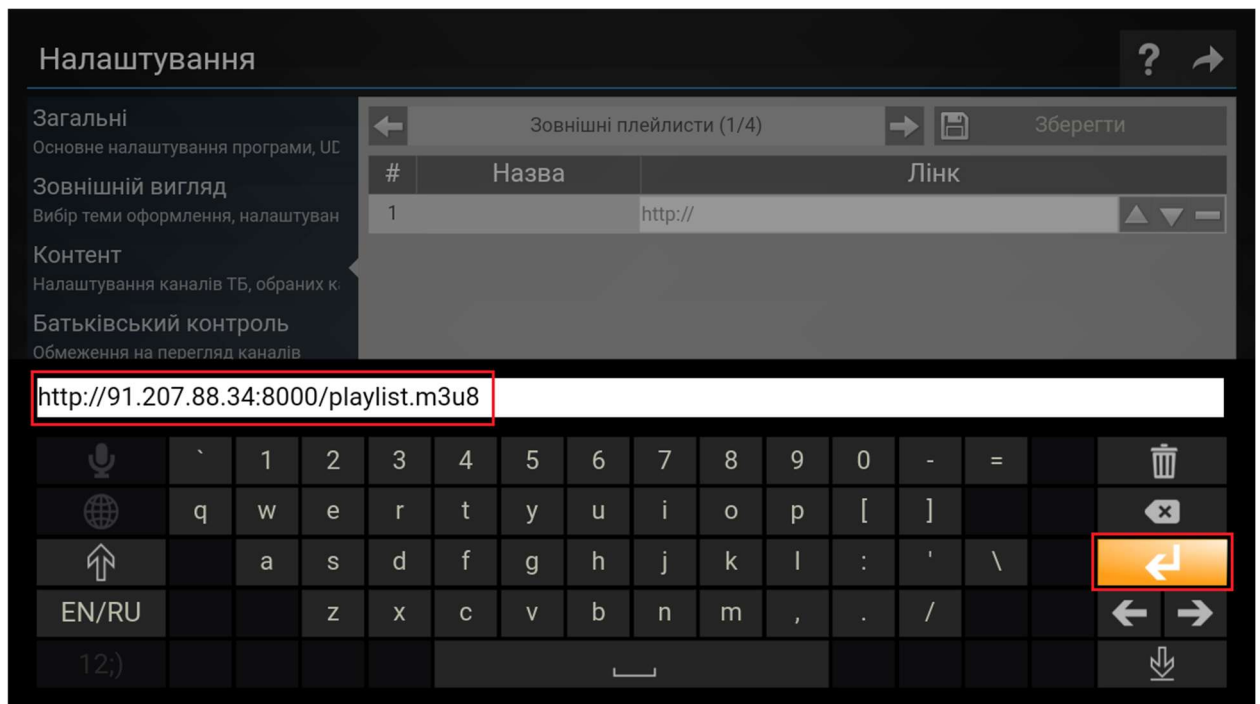 Налаштування
?
Загальні
Основне налаштування програми, UD
Зовнішній вигляд
Вибір теми оформлення, налаштуван
Контент
Налаштування каналів ТБ, обраних к
Батьківський контроль
Обмеження на перегляд каналів
Зовнішні плейлисти (1/4)
Зберегти
# Назва Лінк
1 http://
http://91.207.88.34:8000/playlist.m3u8
` 1 2 3 4 5 6 7 8 9 0 - =
q w e r t y u i o p [ ]
a s d f g h j k l : ' \
EN/RU z x c v b n m , . /
12;)